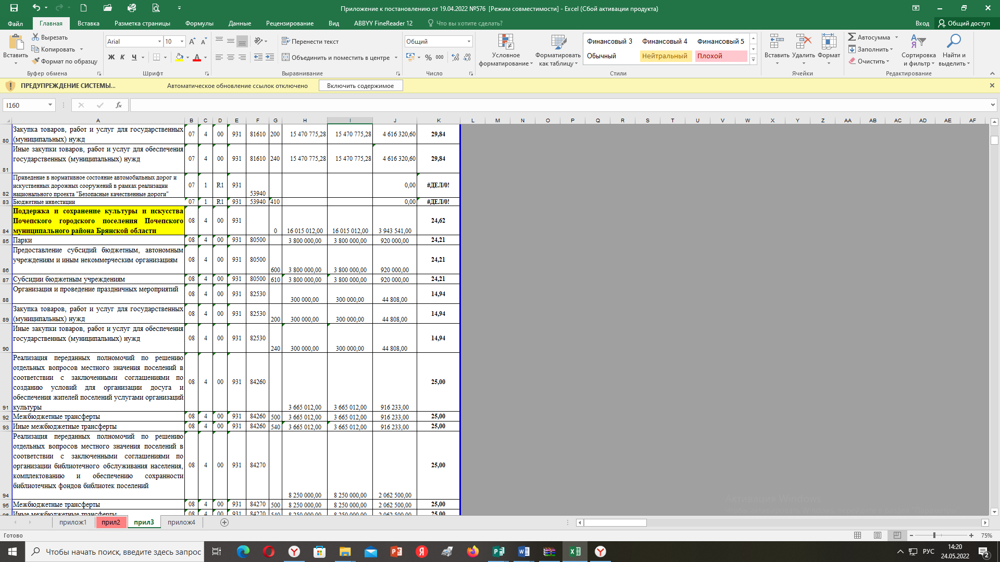 Приложение к постановлению от 19.04.2022 №576 [Режим совместимости] - Excel (Сбой активации продукта)
Файл Главная Вставка Разметка страницы Формулы Данные Рецензирование Вид ABBYY FineReader 12 Что вы хотите сделать? Вход Общий доступ
Вставить
Вырезать
Копировать
Формат по образцу
Буфер обмена
Arial 10
Ж К Ч
Шрифт
Перенести текст
Объединить и поместить в центре
Выравнивание
Общий
% 000
Число
Условное форматирование
Форматировать как таблицу
Финансовый 3 Финансовый 4 Финансовый 5
Обычный Нейтральный Плохой
Стили
Вставить Удалить Формат
Ячейки
Автосумма
Заполнить
Очистить
Сортировка и фильтр
Найти и выделить
Редактирование
ПРЕДУПРЕЖДЕНИЕ СИСТЕМЫ... Автоматическое обновление ссылок отключено Включить содержимое
I160 fx
A B C D E F G H I J K L M N O P Q R S T U V W X Y Z AA AB AC AD AE AF
80 Закупка товаров, работ и услуг для государственных (муниципальных) нужд 07 4 00 931 81610 200 15 470 775,28 15 470 775,28 4 616 320,60 29,84
81 Иные закупки товаров, работ и услуг для обеспечения государственных (муниципальных) нужд 07 4 00 931 81610 240 15 470 775,28 15 470 775,28 4 616 320,60 29,84
82 Приведение в нормативное состояние автомобильных дорог и искуственных дорожных сооружений в рамках реализации национального проекта "Безопасные качественные дороги" 07 1 R1 931 53940 0,00 #ДЕЛ/0!
83 Бюджетные инвестиции 07 1 R1 931 53940 410 0,00 #ДЕЛ/0!
84 Поддержка и сохранение культуры и искусства Почепского городского поселения Почепского муниципального района Брянской области 08 4 00 931 0 16 015 012,00 16 015 012,00 3 943 541,00 24,62
85 Парки 08 4 00 931 80500 3 800 000,00 3 800 000,00 920 000,00 24,21
86 Предоставление субсидий бюджетным, автономным учреждениям и иным некоммерческим организациям 08 4 00 931 80500 600 3 800 000,00 3 800 000,00 920 000,00 24,21
87 Субсидии бюджетным учреждениям 08 4 00 931 80500 610 3 800 000,00 3 800 000,00 920 000,00 24,21
88 Организация и проведение праздничных мероприятий 08 4 00 931 82530 300 000,00 300 000,00 44 808,00 14,94
89 Закупка товаров, работ и услуг для государственных (муниципальных) нужд 08 4 00 931 82530 200 300 000,00 300 000,00 44 808,00 14,94
90 Иные закупки товаров, работ и услуг для обеспечения государственных (муниципальных) нужд 08 4 00 931 82530 240 300 000,00 300 000,00 44 808,00 14,94
91 Реализация переданных полномочий по решению отдельных вопросов местного значения поселений в соответствии с заключенными соглашениями по созданию условий для организации досуга и обеспечения жителей поселений услугами организаций культуры 08 4 00 931 84260 3 665 012,00 3 665 012,00 916 233,00 25,00
92 Межбюджетные трансферты 08 4 00 931 84260 500 3 665 012,00 3 665 012,00 916 233,00 25,00
93 Иные межбюджетные трансферты 08 4 00 931 84260 540 3 665 012,00 3 665 012,00 916 233,00 25,00
94 Реализация переданных полномочий по решению отдельных вопросов местного значения поселений в соответствии с заключенными соглашениями по организации библиотечного обслуживания населения, комплектованию и обеспечению сохранности библиотечных фондов библиотек поселений 08 4 00 931 84270 8 250 000,00 8 250 000,00 2 062 500,00 25,00
95 Межбюджетные трансферты 08 4 00 931 84270 500 8 250 000,00 8 250 000,00 2 062 500,00 25,00
96 Иные межбюджетные трансферты 08 4 00 931 84270 540 8 250 000,00 8 250 000,00 2 062 500,00 25,00
Активация Windows
прилож1 прил2 прил3 прилож4
Готово 75%
Чтобы начать поиск, введите здесь запрос РУС 14:20
24.05.2022 2